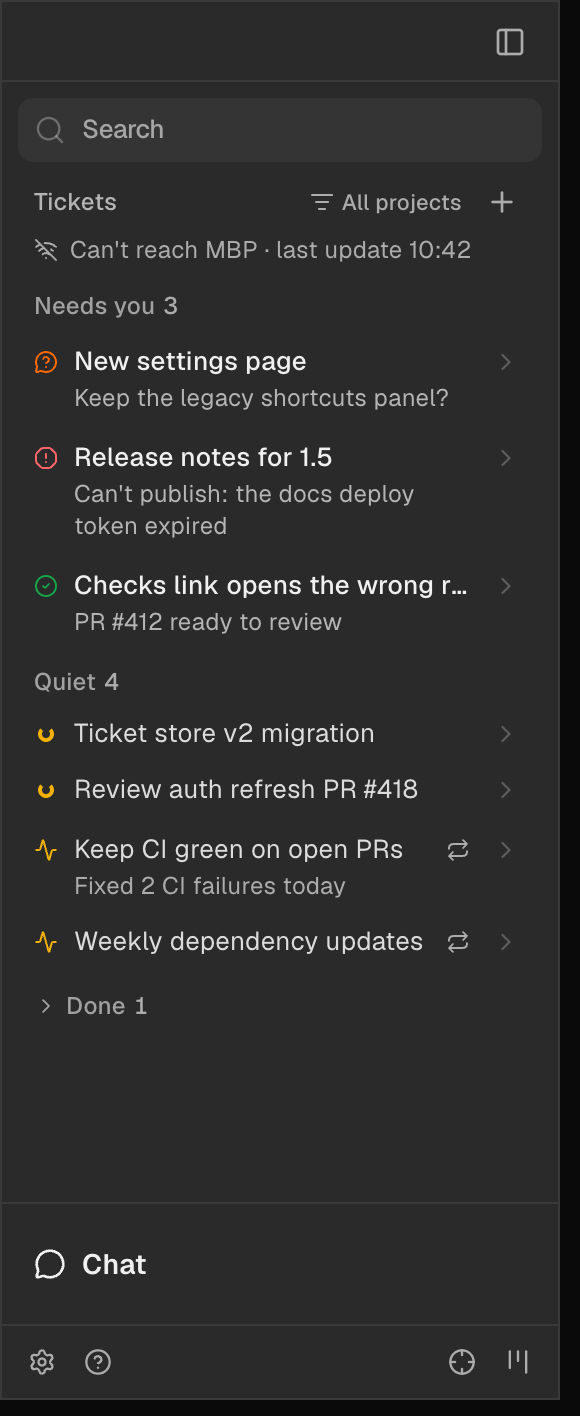 Search
Tickets All projects
Can't reach MBP · last update 10:42
Needs you 3
New settings page
Keep the legacy shortcuts panel?
Release notes for 1.5
Can't publish: the docs deploy
token expired
Checks link opens the wrong r...
PR #412 ready to review
Quiet 4
Ticket store v2 migration
Review auth refresh PR #418
Keep CI green on open PRs
Fixed 2 CI failures today
Weekly dependency updates
Done 1
Chat